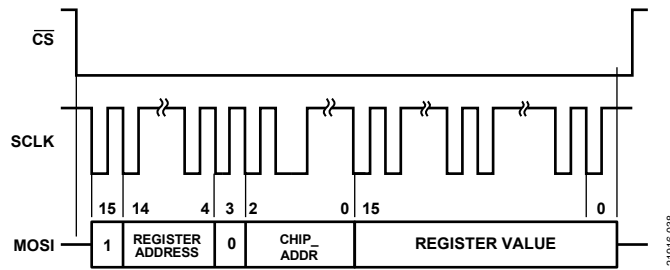 CS
SCLK
15 14 4 3 2 0 15 0
MOSI 1 REGISTER ADDRESS 0 CHIP_ ADDR REGISTER VALUE